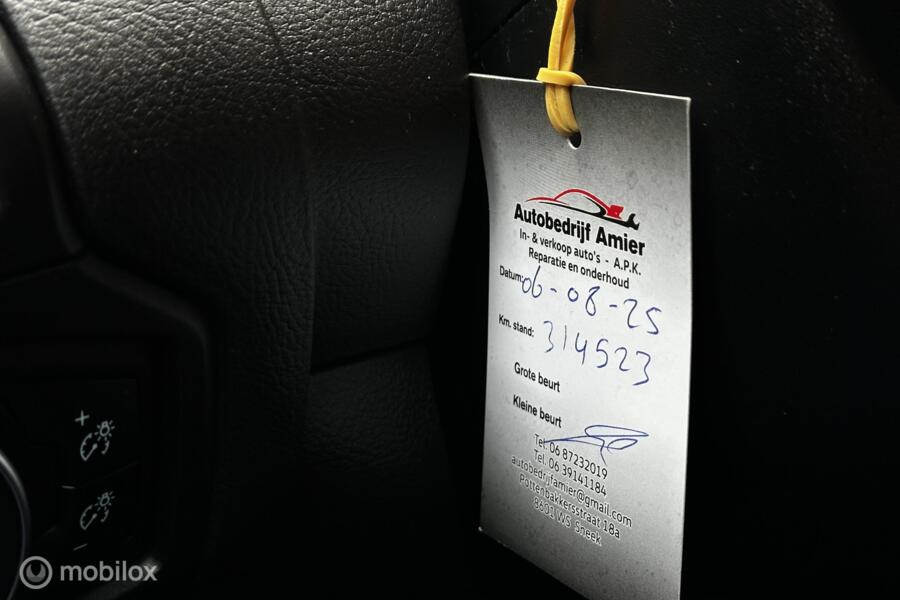 Autobedrijf Amier
In- & verkoop auto's - A.P.K.
Reparatie en onderhoud
Datum: 06-08-25
Km. stand: 314523
Grote beurt
Kleine beurt
Tel. 06 87232019
Tel. 06 39141184
autobedrijfamier@gmail.com
Pottenbakkersstraat 18a
8601 WS Sneek
+
-
mobilox